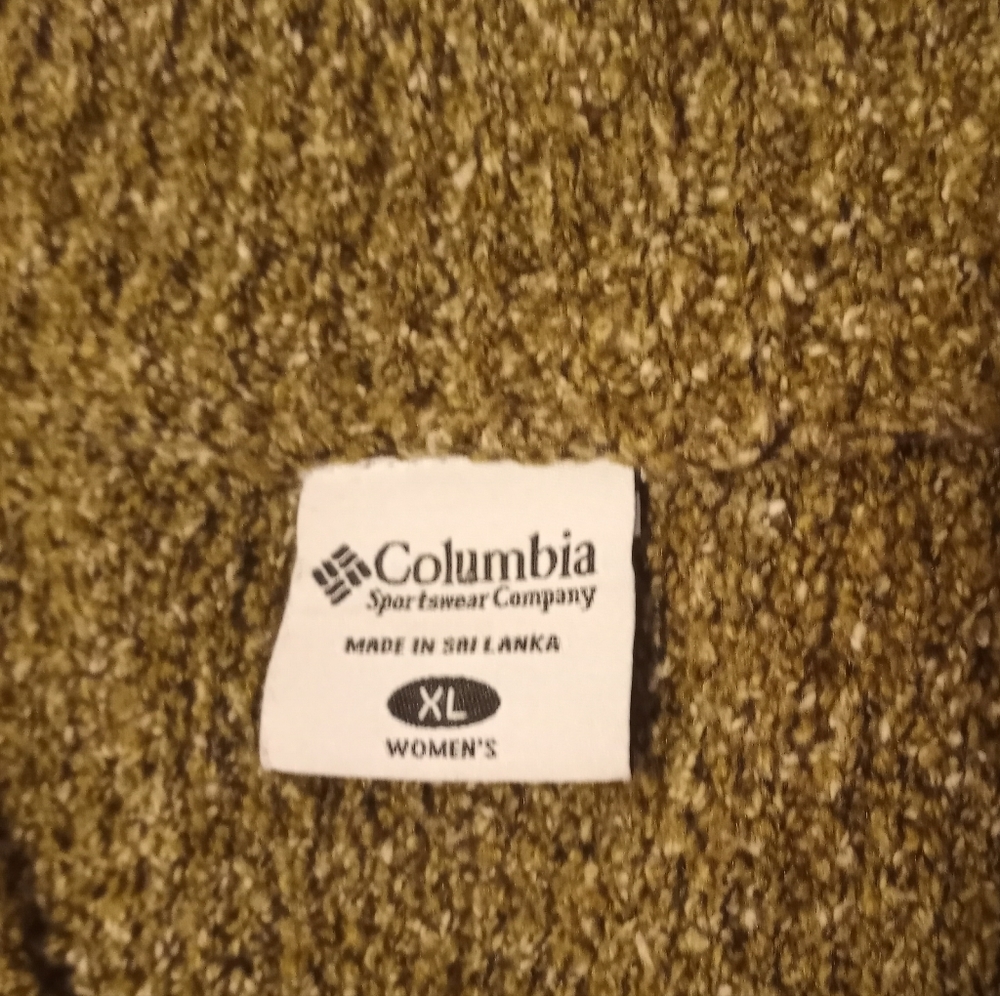 Columbia
Sportswear Company
MADE IN SRI LANKA
XL
WOMEN'S